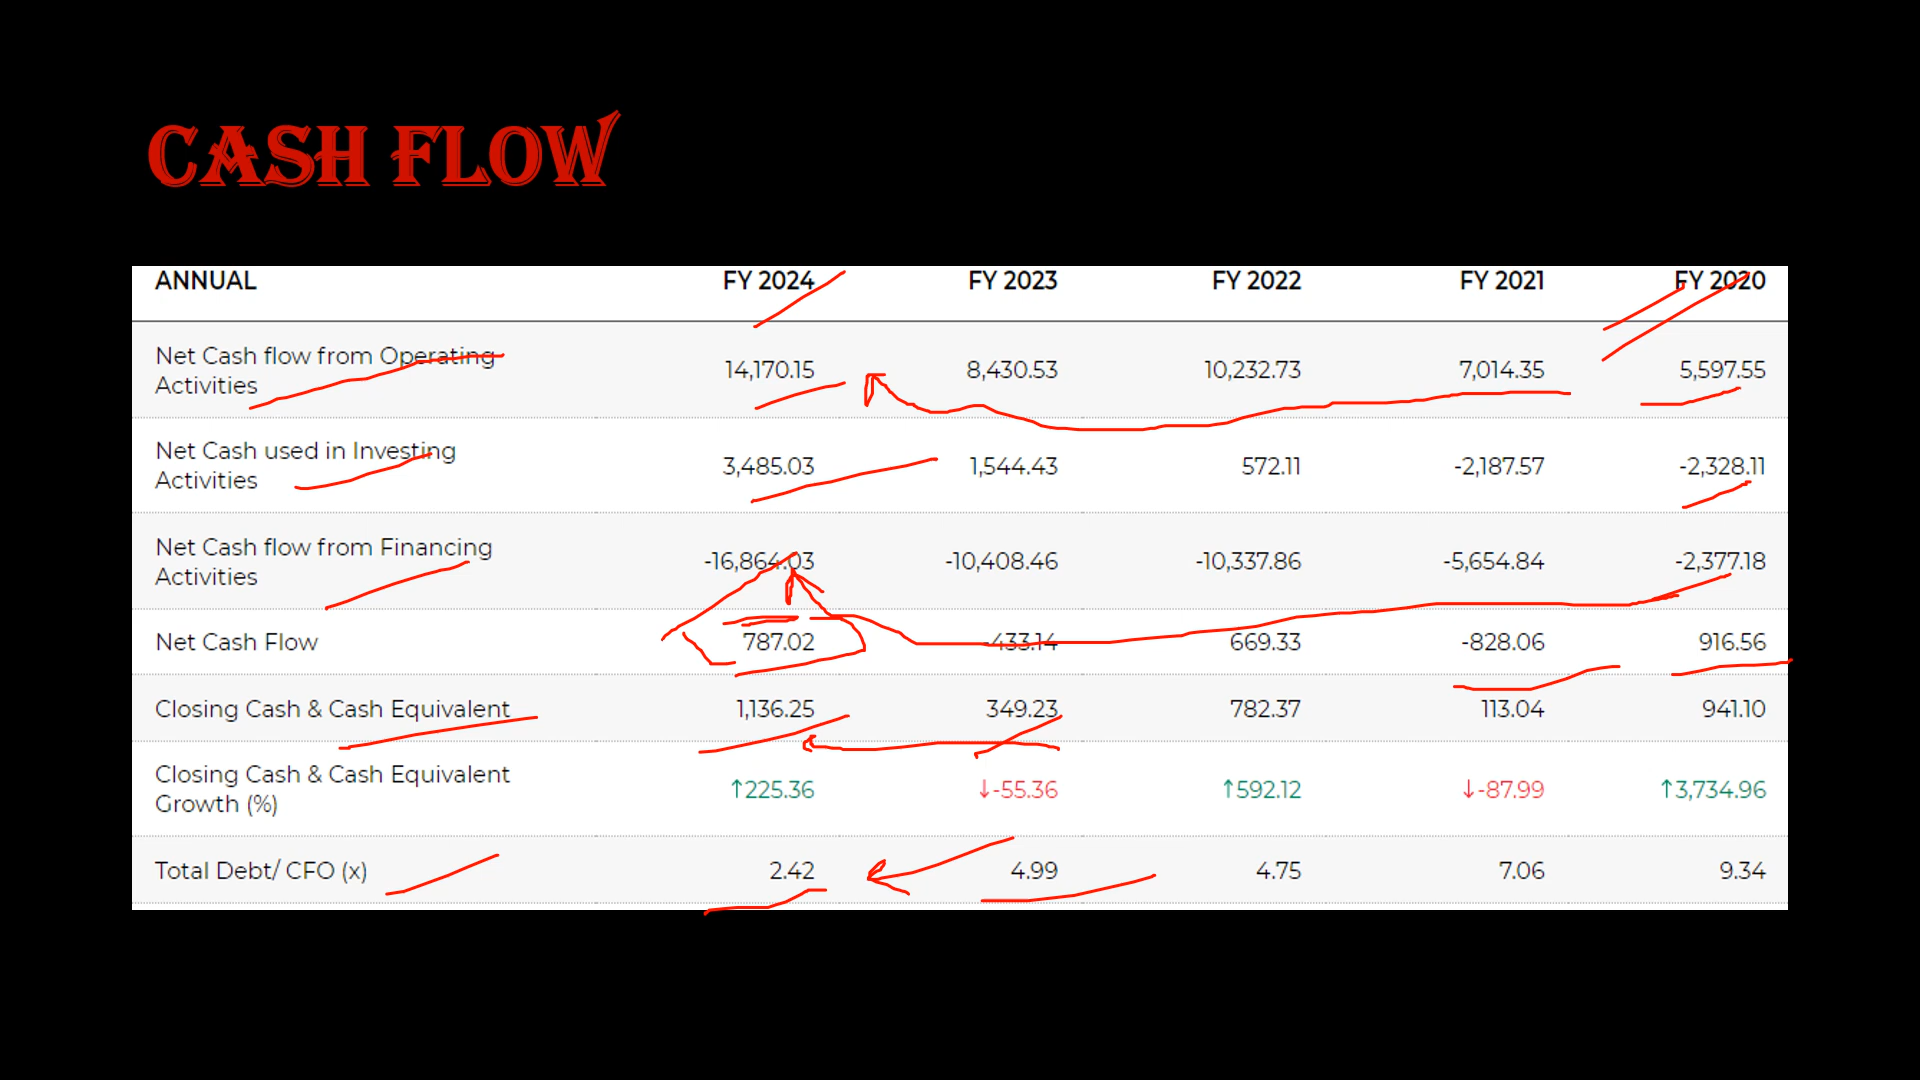 CASH FLOW
ANNUAL FY 2024 FY 2023 FY 2022 FY 2021 FY 2020
Net Cash flow from Operating
Activities 14,170.15 8,430.53 10,232.73 7,014.35 5,597.55
Net Cash used in Investing
Activities 3,485.03 1,544.43 572.11 -2,187.57 -2,328.11
Net Cash flow from Financing
Activities -16,864.03 -10,408.46 -10,337.86 -5,654.84 -2,377.18
Net Cash Flow 787.02 -433.14 669.33 -828.06 916.56
Closing Cash & Cash Equivalent 1,136.25 349.23 782.37 113.04 941.10
Closing Cash & Cash Equivalent
Growth (%) ↑225.36 ↓-55.36 ↑592.12 ↓-87.99 ↑3,734.96
Total Debt/ CFO (x) 2.42 4.99 4.75 7.06 9.34